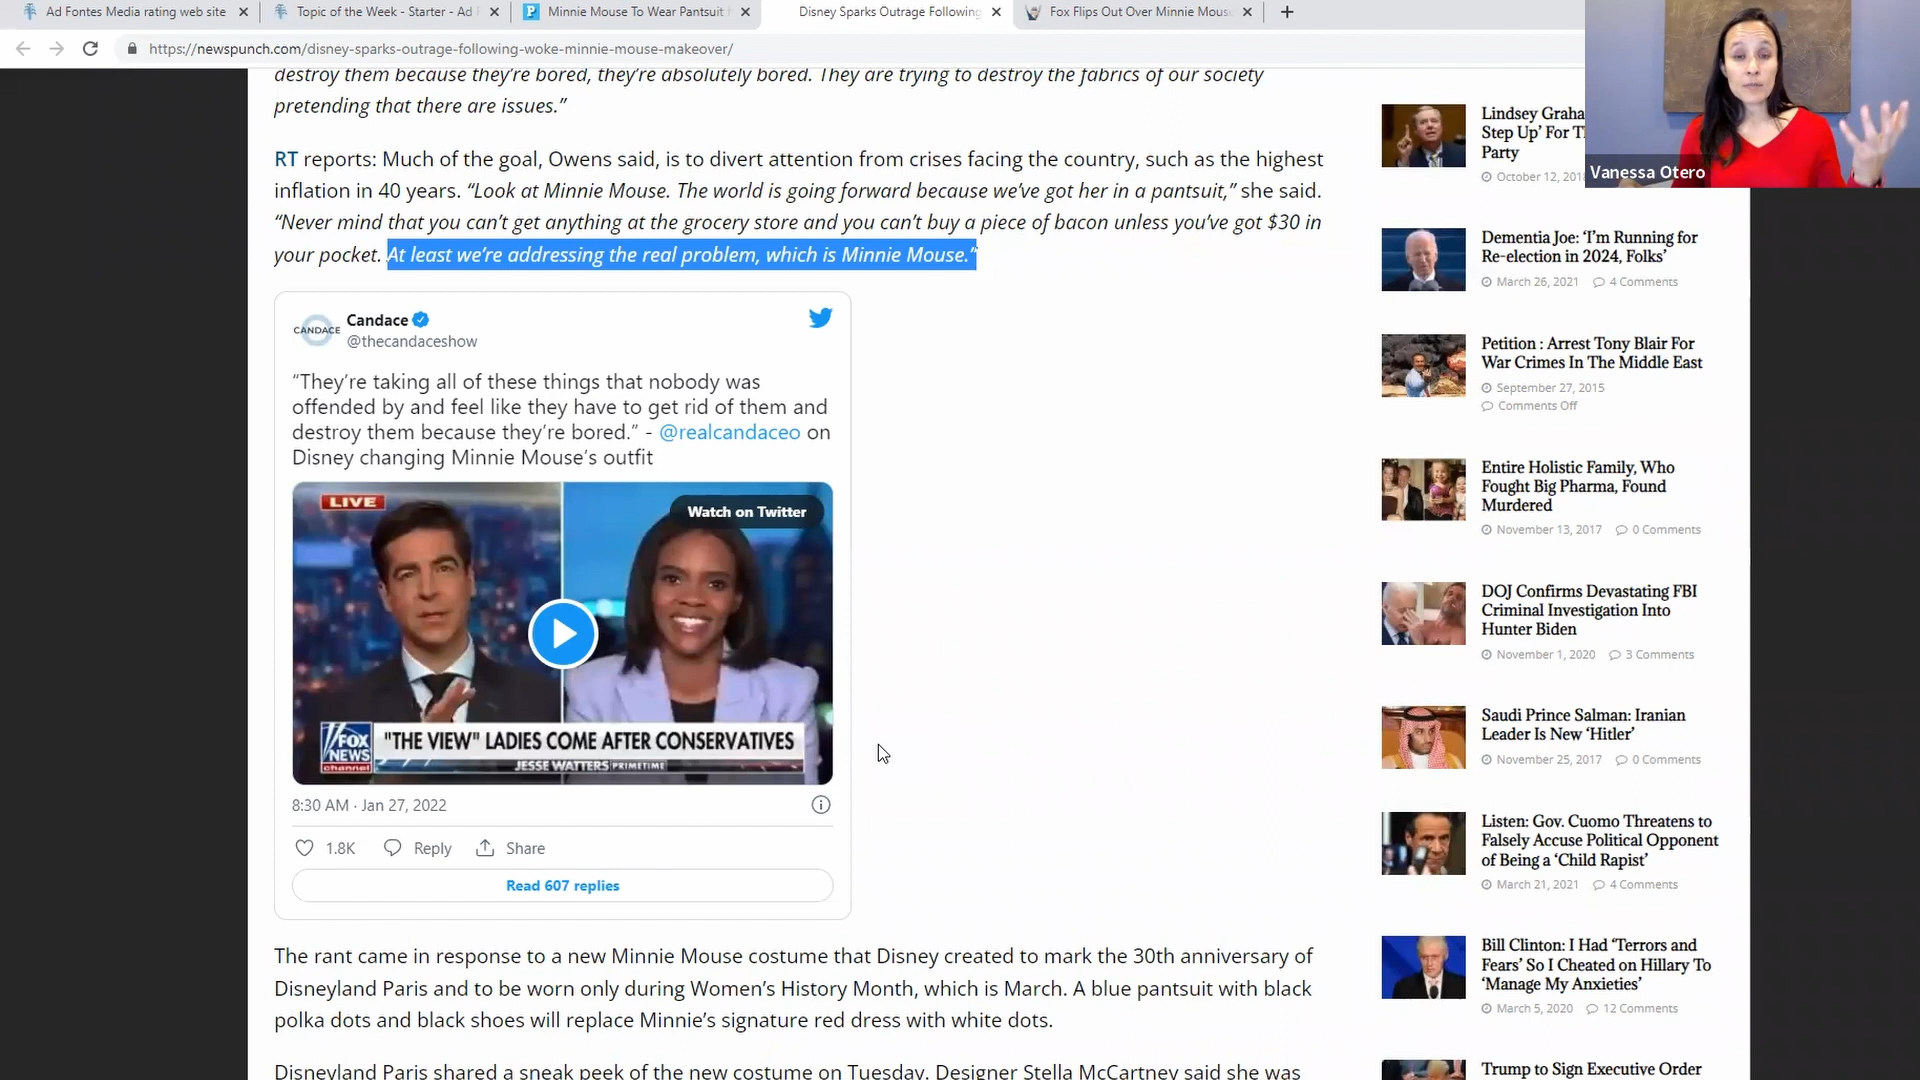 Ad Fontes Media rating web site
Topic of the Week - Starter - Ad F
Minnie Mouse To Wear Pantsuit
Disney Sparks Outrage Following
Fox Flips Out Over Minnie Mouse
https://newspunch.com/disney-sparks-outrage-following-woke-minnie-mouse-makeover/
destroy them because they’re bored, they’re absolutely bored. They are trying to destroy the fabrics of our society
pretending that there are issues.”
RT reports: Much of the goal, Owens said, is to divert attention from crises facing the country, such as the highest
inflation in 40 years. “Look at Minnie Mouse. The world is going forward because we’ve got her in a pantsuit,” she said.
“Never mind that you can’t get anything at the grocery store and you can’t buy a piece of bacon unless you’ve got $30 in
your pocket. At least we’re addressing the real problem, which is Minnie Mouse.”
CANDACE
Candace
@thecandaceshow
“They’re taking all of these things that nobody was
offended by and feel like they have to get rid of them and
destroy them because they’re bored.” - @realcandaceo on
Disney changing Minnie Mouse’s outfit
LIVE
Watch on Twitter
FOX
NEWS
channel
"THE VIEW" LADIES COME AFTER CONSERVATIVES
JESSE WATTERS PRIMETIME
8:30 AM · Jan 27, 2022
1.8K
Reply
Share
Read 607 replies
The rant came in response to a new Minnie Mouse costume that Disney created to mark the 30th anniversary of
Disneyland Paris and to be worn only during Women’s History Month, which is March. A blue pantsuit with black
polka dots and black shoes will replace Minnie’s signature red dress with white dots.
Disneyland Paris shared a sneak peek of the new costume on Tuesday. Designer Stella McCartney said she was
Vanessa Otero
Lindsey Graha
Step Up’ For T
Party
October 12, 201
Dementia Joe: ‘I’m Running for
Re-election in 2024, Folks’
March 26, 2021
4 Comments
Petition : Arrest Tony Blair For
War Crimes In The Middle East
September 27, 2015
Comments Off
Entire Holistic Family, Who
Fought Big Pharma, Found
Murdered
November 13, 2017
0 Comments
DOJ Confirms Devastating FBI
Criminal Investigation Into
Hunter Biden
November 1, 2020
3 Comments
Saudi Prince Salman: Iranian
Leader Is New ‘Hitler’
November 25, 2017
0 Comments
Listen: Gov. Cuomo Threatens to
Falsely Accuse Political Opponent
of Being a ‘Child Rapist’
March 21, 2021
4 Comments
Bill Clinton: I Had ‘Terrors and
Fears’ So I Cheated on Hillary To
‘Manage My Anxieties’
March 5, 2020
12 Comments
Trump to Sign Executive Order